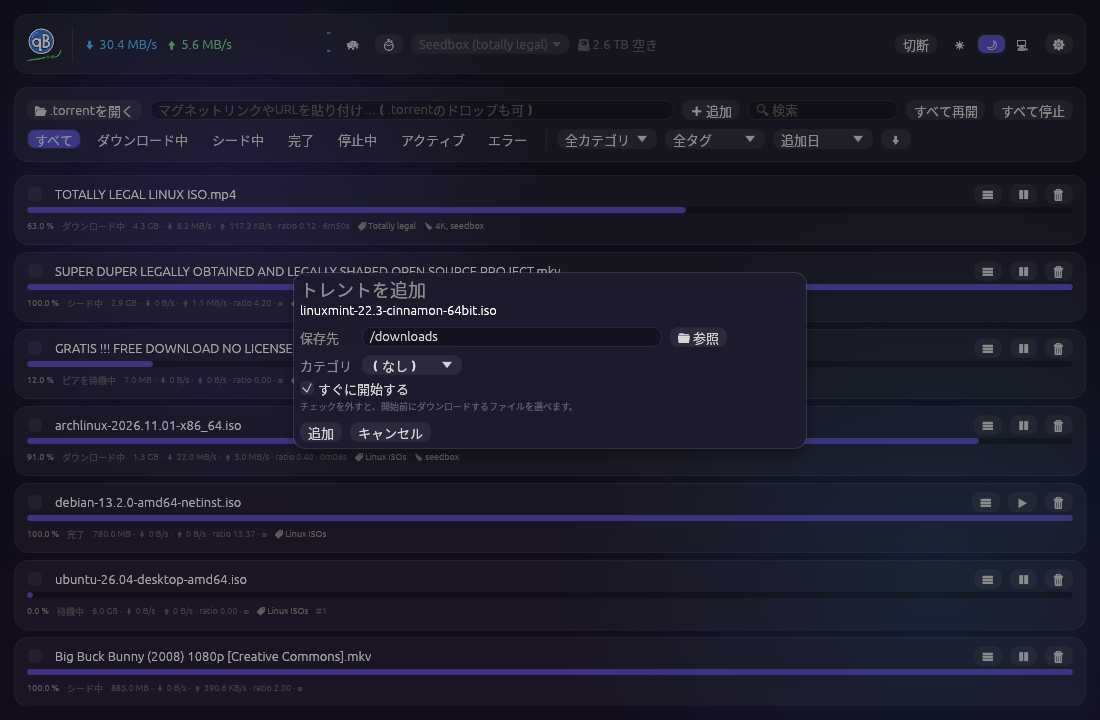 qB 30.4 MB/s 5.6 MB/s Seedbox (totally legal) 2.6 TB 空き 切断
.torrentを開く マグネットリンクやURLを貼り付け… ( .torrentのドロップも可 ) 追加 検索 すべて再開 すべて停止
すべて ダウンロード中 シード中 完了 停止中 アクティブ エラー 全カテゴリ 全タグ 追加日
TOTALLY LEGAL LINUX ISO.mp4
63.0 % ダウンロード中 4.3 GB · 8.2 MB/s · 117.2 KB/s · ratio 0.12 · 6m50s Totally legal 4K, seedbox
SUPER DUPER LEGALLY OBTAINED AND LEGALLY SHARED OPEN SOURCE PROJECT.mkv
100.0 % シード中 2.9 GB · 0 B/s · 1.1 MB/s · ratio 4.20 · ∞
GRATIS !!! FREE DOWNLOAD NO LICENSE
12.0 % ピアを待機中 7.0 MB · 0 B/s · 0 B/s · ratio 0.00 · ∞
トレントを追加
linuxmint-22.3-cinnamon-64bit.iso
保存先 /downloads 参照
カテゴリ ( なし )
すぐに開始する
チェックを外すと、開始前にダウンロードするファイルを選べます。
追加 キャンセル
archlinux-2026.11.01-x86_64.iso
91.0 % ダウンロード中 1.3 GB · 22.0 MB/s · 3.0 MB/s · ratio 0.40 · 0m06s Linux ISOs seedbox
debian-13.2.0-amd64-netinst.iso
100.0 % 完了 780.0 MB · 0 B/s · 0 B/s · ratio 13.37 · ∞ Linux ISOs
ubuntu-26.04-desktop-amd64.iso
0.0 % 待機中 6.0 GB · 0 B/s · 0 B/s · ratio 0.00 · ∞ Linux ISOs #1
Big Buck Bunny (2008) 1080p [Creative Commons].mkv
100.0 % シード中 885.0 MB · 0 B/s · 390.6 KB/s · ratio 2.00 · ∞